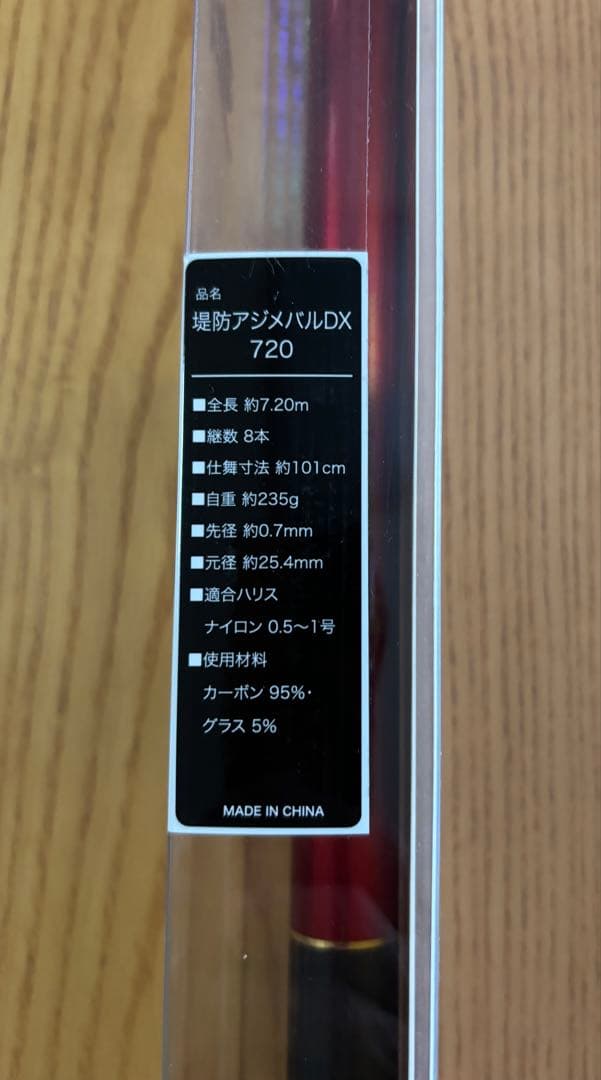 品名
堤防アジメバルDX
720
■全長 約7.20m
■継数 8本
■仕舞寸法 約101cm
■自重 約235g
■先径 約0.7mm
■元径 約25.4mm
■適合ハリス
ナイロン 0.5〜1号
■使用材料
カーボン 95%・
グラス 5%
MADE IN CHINA